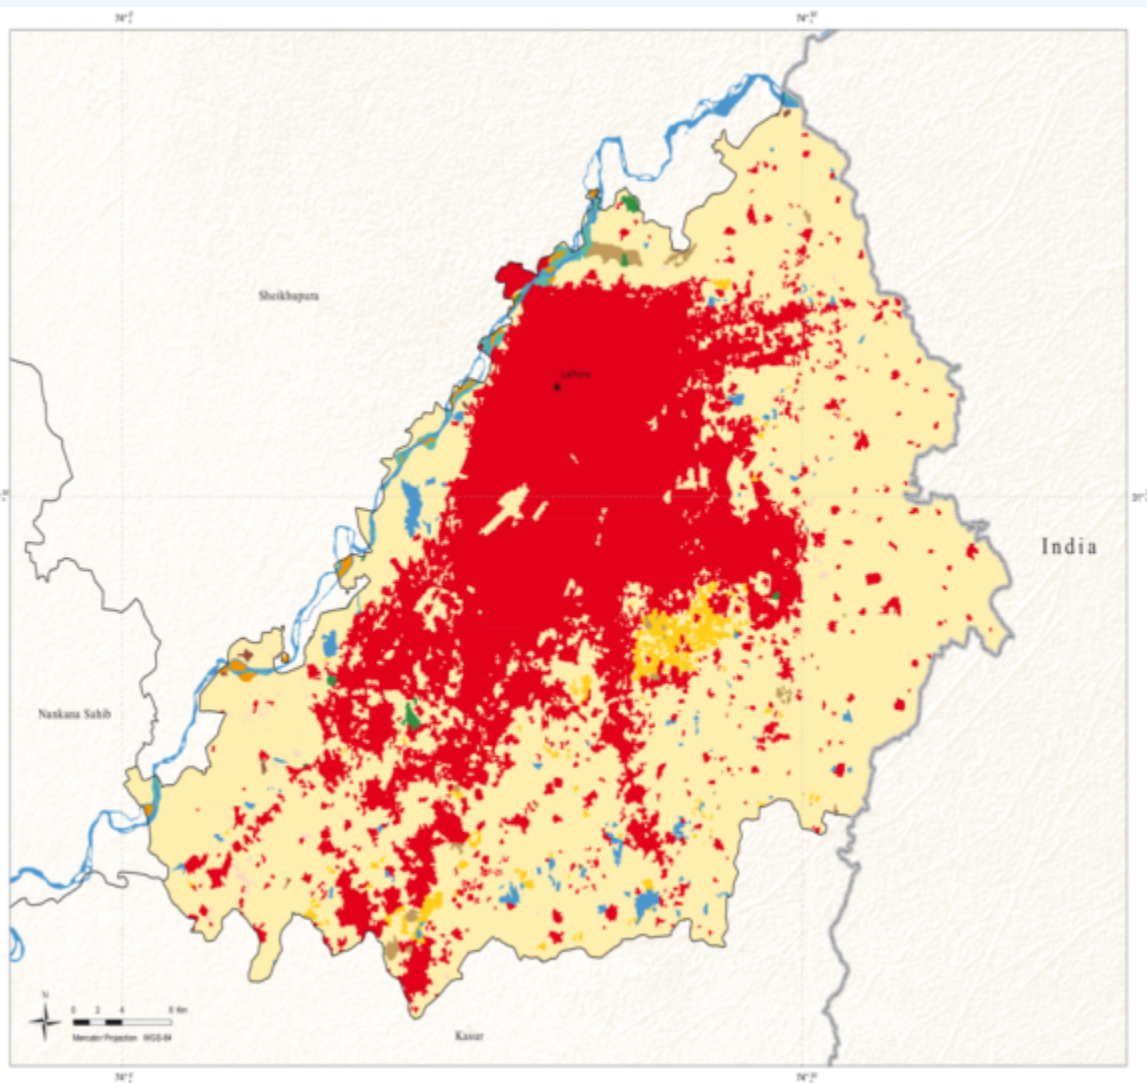 Sheikhupura
Lahore
India
Nankana Sahib
N
0 2 4 8 Km
Mercator Projection WGS-84
Kasur